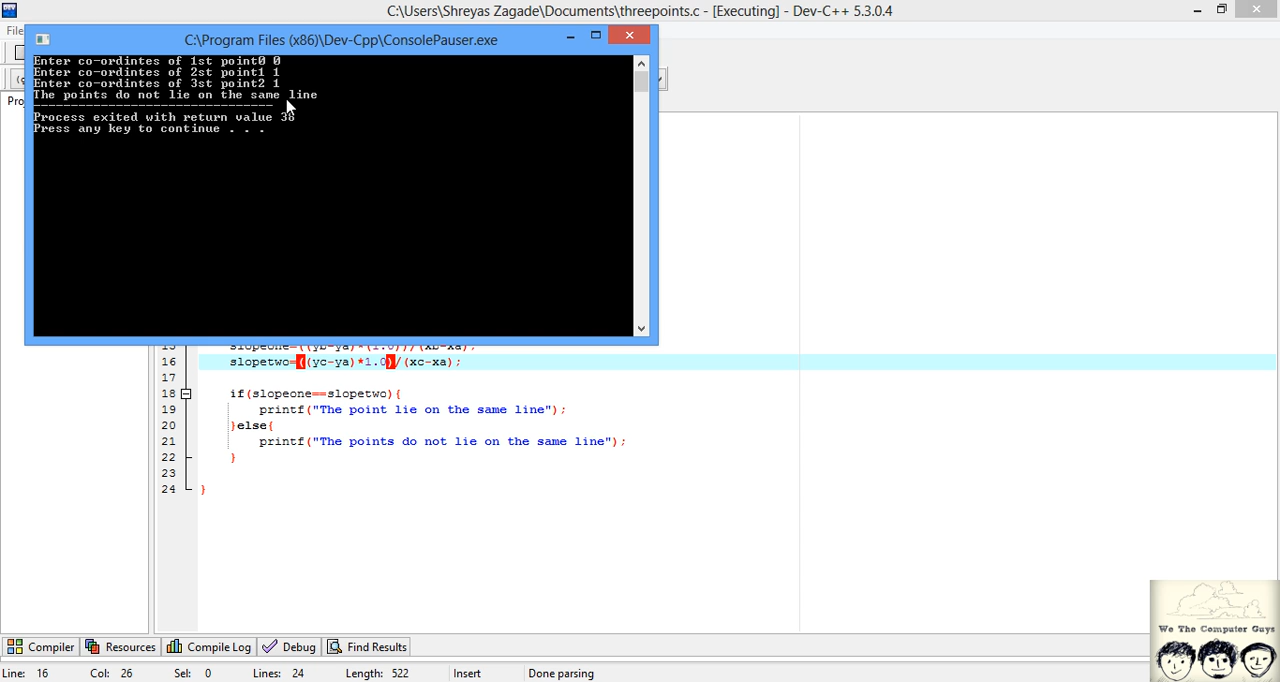 C:\Users\Shreyas Zagade\Documents\threepoints.c - [Executing] - Dev-C++ 5.3.0.4
File
C:\Program Files (x86)\Dev-Cpp\ConsolePauser.exe
Enter co-ordintes of 1st point0 0
Enter co-ordintes of 2st point1 1
Enter co-ordintes of 3st point2 1
The points do not lie on the same line
--------------------------------
Process exited with return value 38
Press any key to continue . . .
15 slopeone=((yb-ya)*(1.0))/(xb-xa);
16 slopetwo=((yc-ya)*1.0)/(xc-xa);
17
18 if(slopeone==slopetwo){
19 printf("The point lie on the same line");
20 }else{
21 printf("The points do not lie on the same line");
22 }
23
24 }
We The Computer Guys
Compiler Resources Compile Log Debug Find Results
Line: 16 Col: 26 Sel: 0 Lines: 24 Length: 522 Insert Done parsing